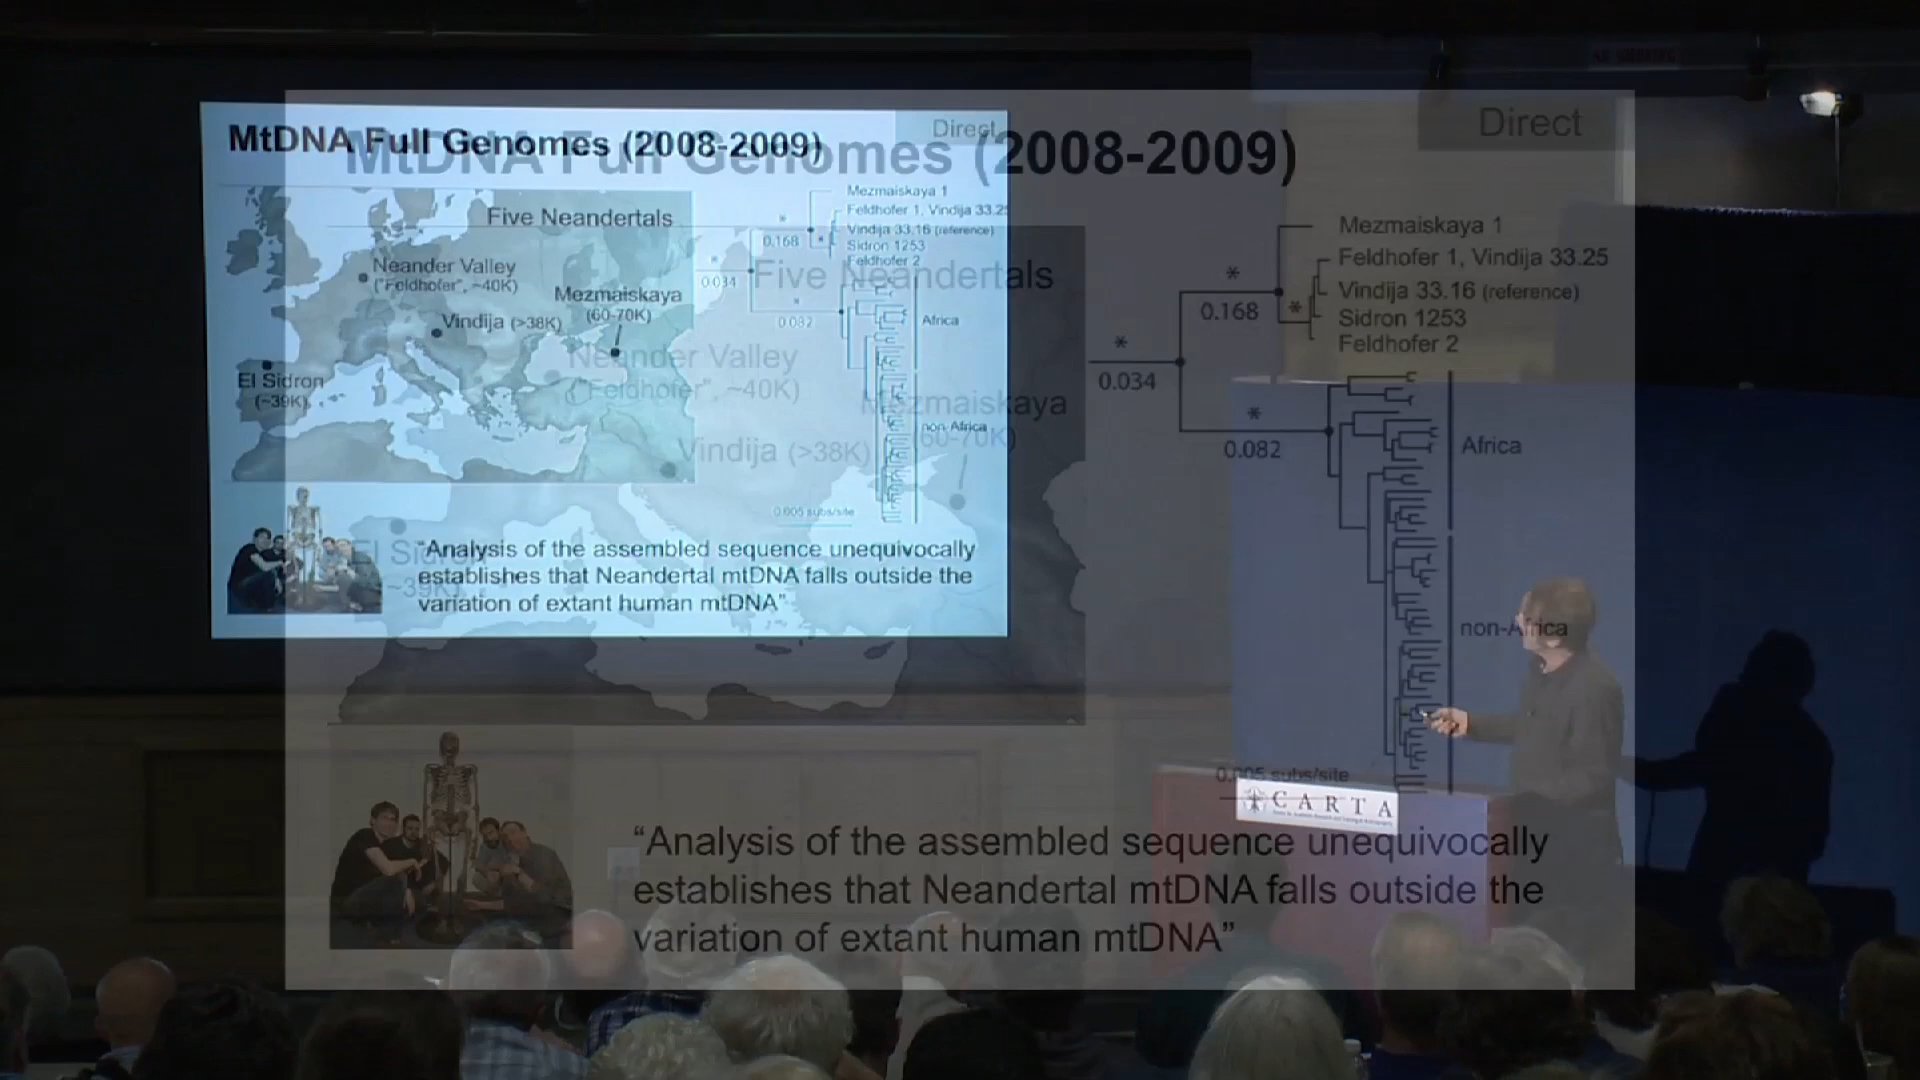 MtDNA Full Genomes (2008-2009)
Direct
Five Neandertals
Neander Valley
("Feldhofer", ~40K)
Mezmaiskaya
(60-70K)
Vindija (>38K)
El Sidron
(~39K)
Mezmaiskaya 1
Feldhofer 1, Vindija 33.25
Vindija 33.16 (reference)
Sidron 1253
Feldhofer 2
*
0.168
*
*
0.034
*
0.082
Africa
non-Africa
0.005 subs/site
“Analysis of the assembled sequence unequivocally
establishes that Neandertal mtDNA falls outside the
variation of extant human mtDNA”
MtDNA Full Genomes (2008-2009)
Direct
Five Neandertals
Neander Valley
("Feldhofer", ~40K)
Mezmaiskaya
(60-70K)
Vindija (>38K)
El Sidron
(~39K)
Mezmaiskaya 1
Feldhofer 1, Vindija 33.25
Vindija 33.16 (reference)
Sidron 1253
Feldhofer 2
*
0.168
*
*
0.034
*
0.082
Africa
non-Africa
0.005 subs/site
CARTA
“Analysis of the assembled sequence unequivocally
establishes that Neandertal mtDNA falls outside the
variation of extant human mtDNA”